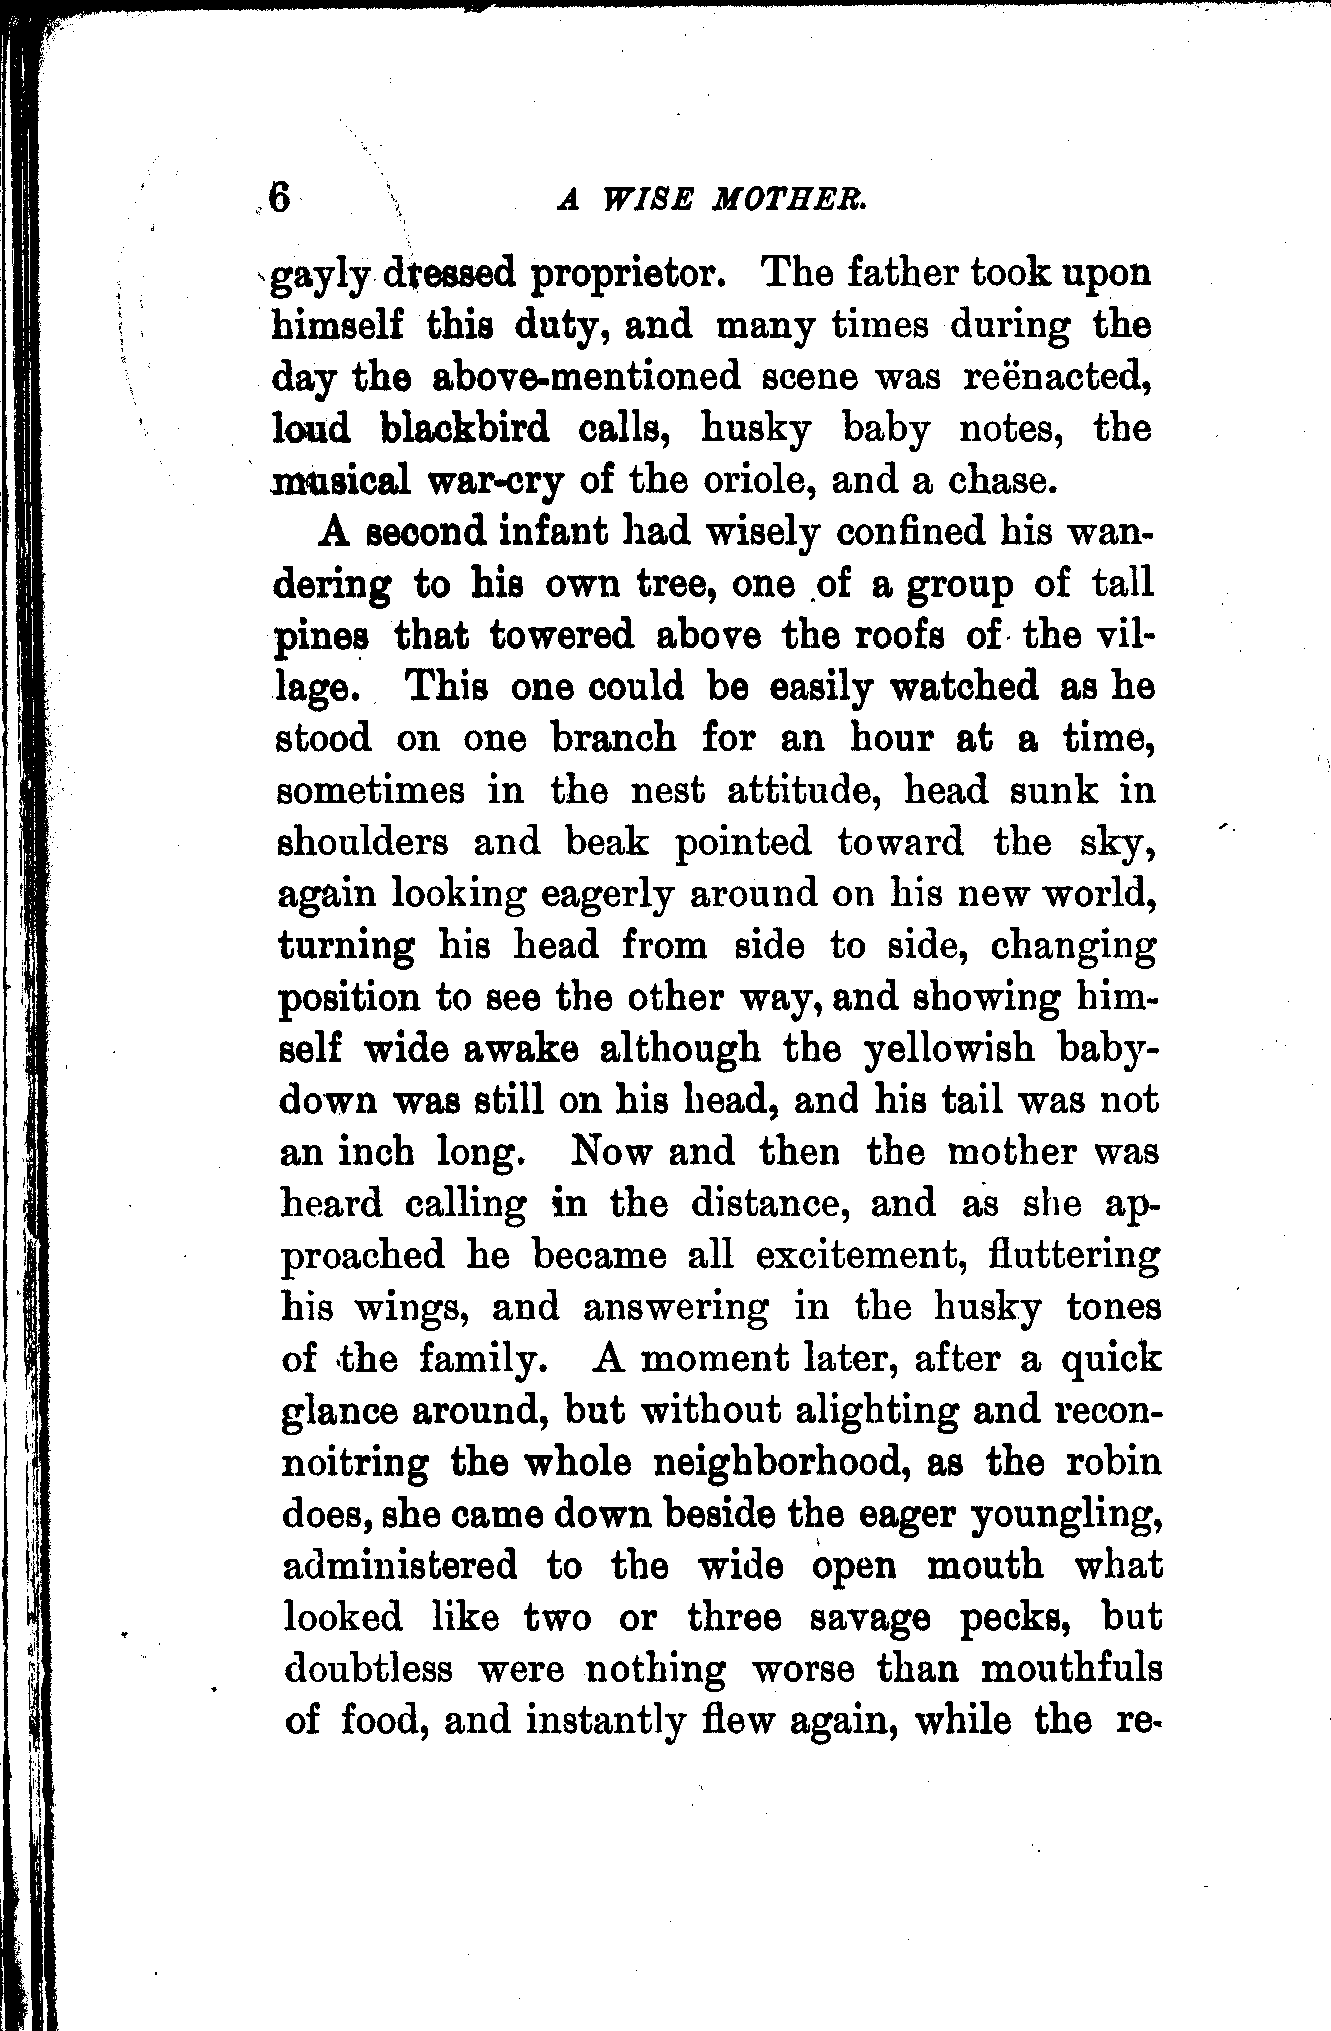 6 A WISE MOTHER.
gayly dressed proprietor. The father took upon
himself this duty, and many times during the
day the above-mentioned scene was reënacted,
loud blackbird calls, husky baby notes, the
musical war-cry of the oriole, and a chase.
A second infant had wisely confined his wan-
dering to his own tree, one of a group of tall
pines that towered above the roofs of the vil-
lage. This one could be easily watched as he
stood on one branch for an hour at a time,
sometimes in the nest attitude, head sunk in
shoulders and beak pointed toward the sky,
again looking eagerly around on his new world,
turning his head from side to side, changing
position to see the other way, and showing him-
self wide awake although the yellowish baby-
down was still on his head, and his tail was not
an inch long. Now and then the mother was
heard calling in the distance, and as she ap-
proached he became all excitement, fluttering
his wings, and answering in the husky tones
of the family. A moment later, after a quick
glance around, but without alighting and recon-
noitring the whole neighborhood, as the robin
does, she came down beside the eager youngling,
administered to the wide open mouth what
looked like two or three savage pecks, but
doubtless were nothing worse than mouthfuls
of food, and instantly flew again, while the re-